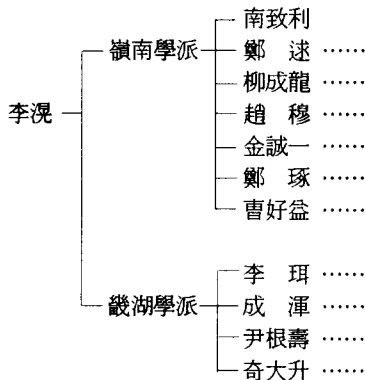 南致利
嶺南學派
鄭 逑 ……
柳成龍 ……
李滉
趙 穆 ……
金誠一 ……
鄭 琢 ……
曹好益 ……
李 珥 ……
畿湖學派
成 渾 ……
尹根壽 ……
奇大升 ……